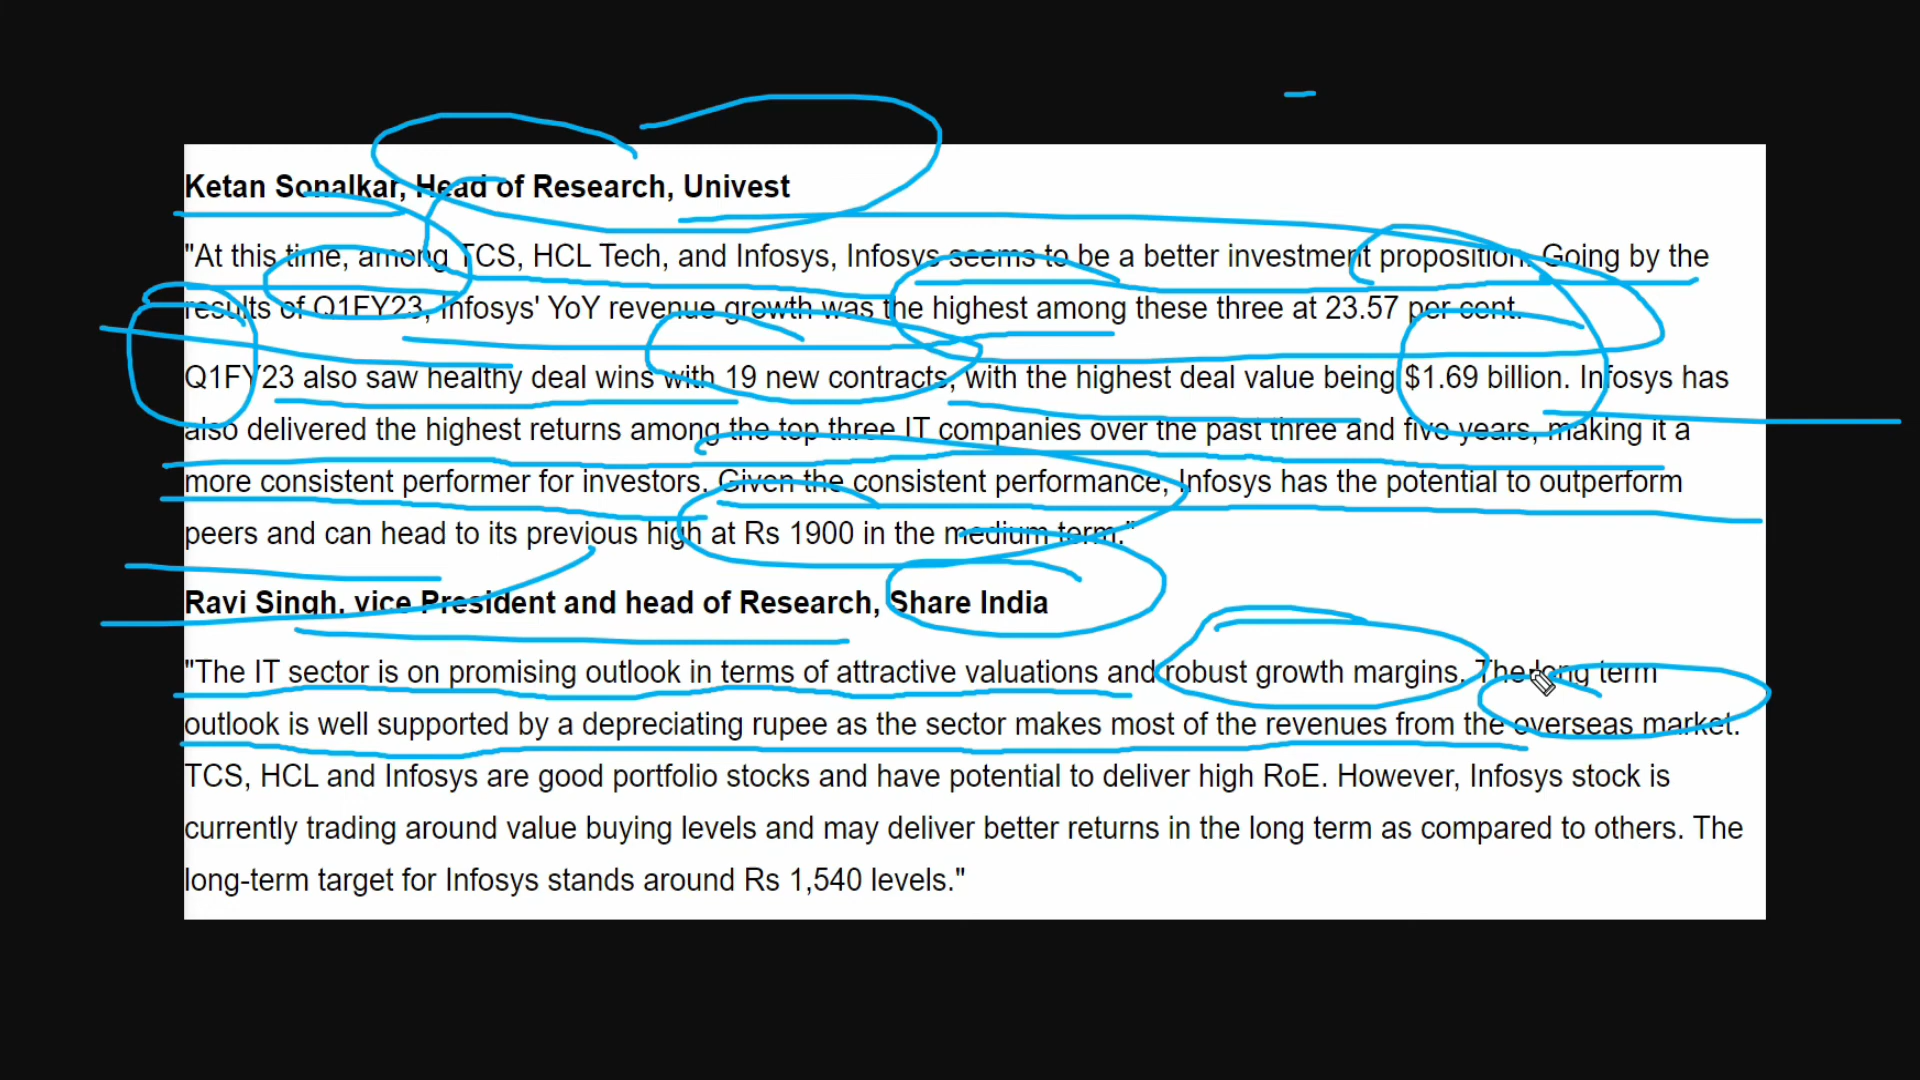 Ketan Sonalkar, Head of Research, Univest
"At this time, among TCS, HCL Tech, and Infosys, Infosys seems to be a better investment proposition. Going by the
results of Q1FY23, Infosys' YoY revenue growth was the highest among these three at 23.57 per cent.
Q1FY23 also saw healthy deal wins with 19 new contracts, with the highest deal value being $1.69 billion. Infosys has
also delivered the highest returns among the top three IT companies over the past three and five years, making it a
more consistent performer for investors. Given the consistent performance, Infosys has the potential to outperform
peers and can head to its previous high at Rs 1900 in the medium term."
Ravi Singh, vice President and head of Research, Share India
"The IT sector is on promising outlook in terms of attractive valuations and robust growth margins. The long term
outlook is well supported by a depreciating rupee as the sector makes most of the revenues from the overseas market.
TCS, HCL and Infosys are good portfolio stocks and have potential to deliver high RoE. However, Infosys stock is
currently trading around value buying levels and may deliver better returns in the long term as compared to others. The
long-term target for Infosys stands around Rs 1,540 levels."